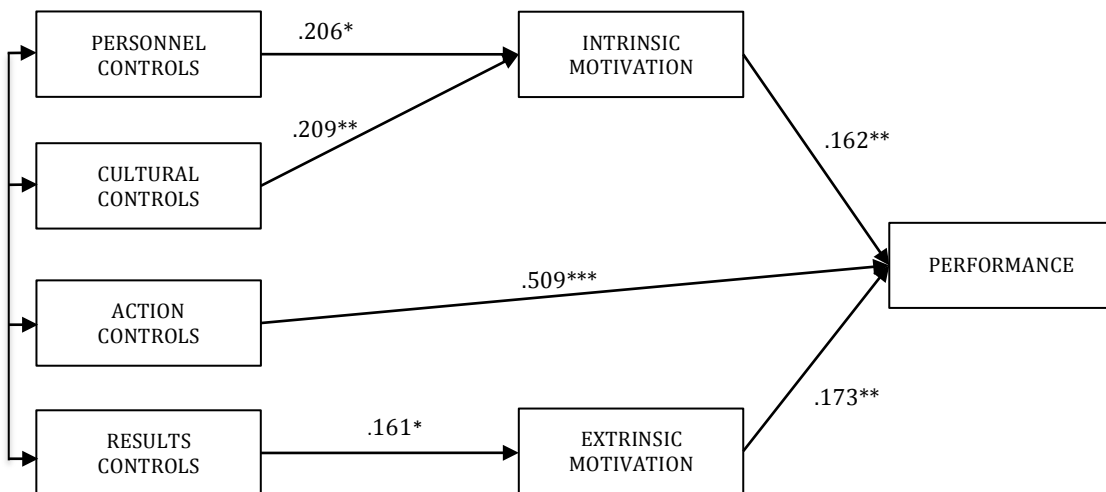 PERSONNEL
CONTROLS
.206*
INTRINSIC
MOTIVATION
.209**
CULTURAL
CONTROLS
.162**
PERFORMANCE
ACTION
CONTROLS
.509***
RESULTS
CONTROLS
.161*
EXTRINSIC
MOTIVATION
.173**